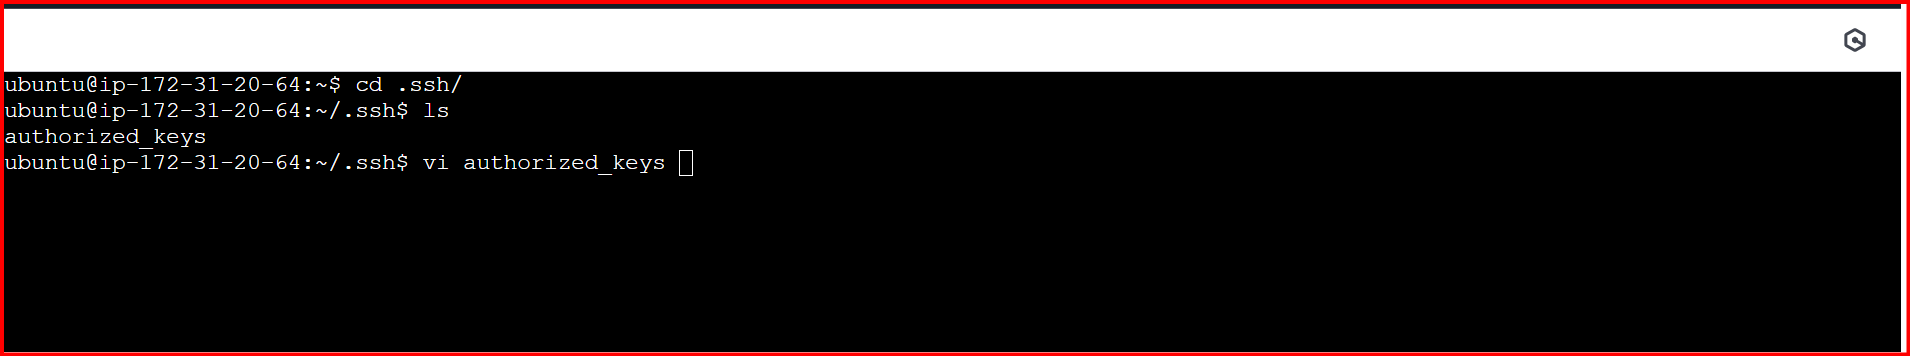 ubuntu@ip-172-31-20-64:~$ cd .ssh/
ubuntu@ip-172-31-20-64:~/.ssh$ ls
authorized_keys
ubuntu@ip-172-31-20-64:~/.ssh$ vi authorized_keys